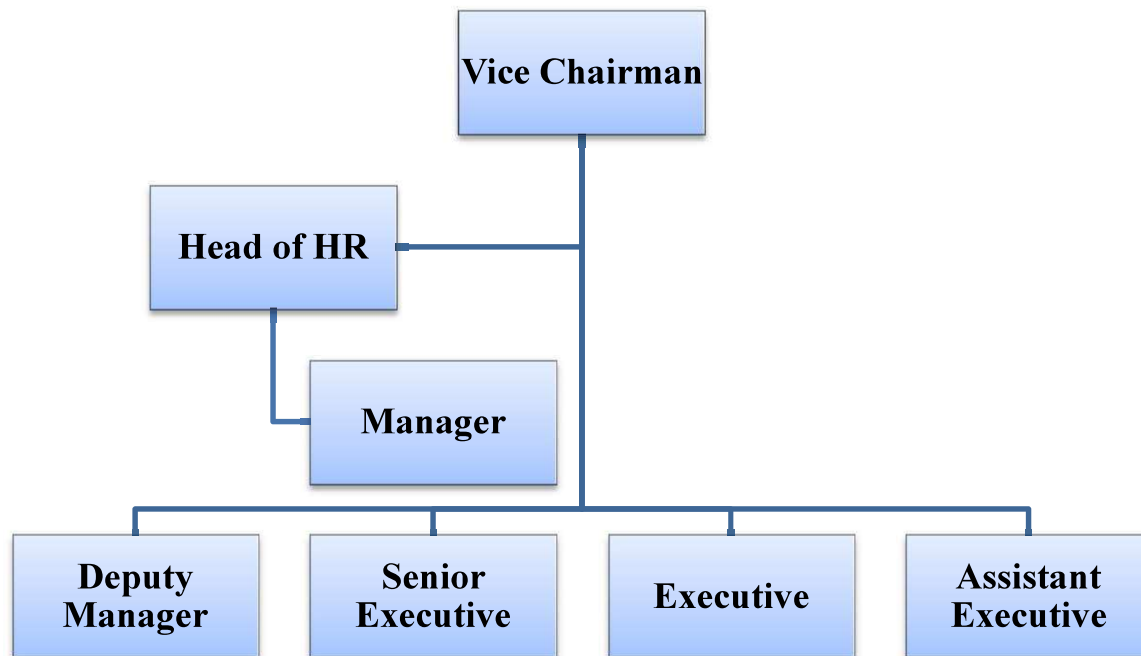 Vice Chairman
Head of HR
Manager
Deputy
Manager
Senior
Executive
Executive
Assistant
Executive